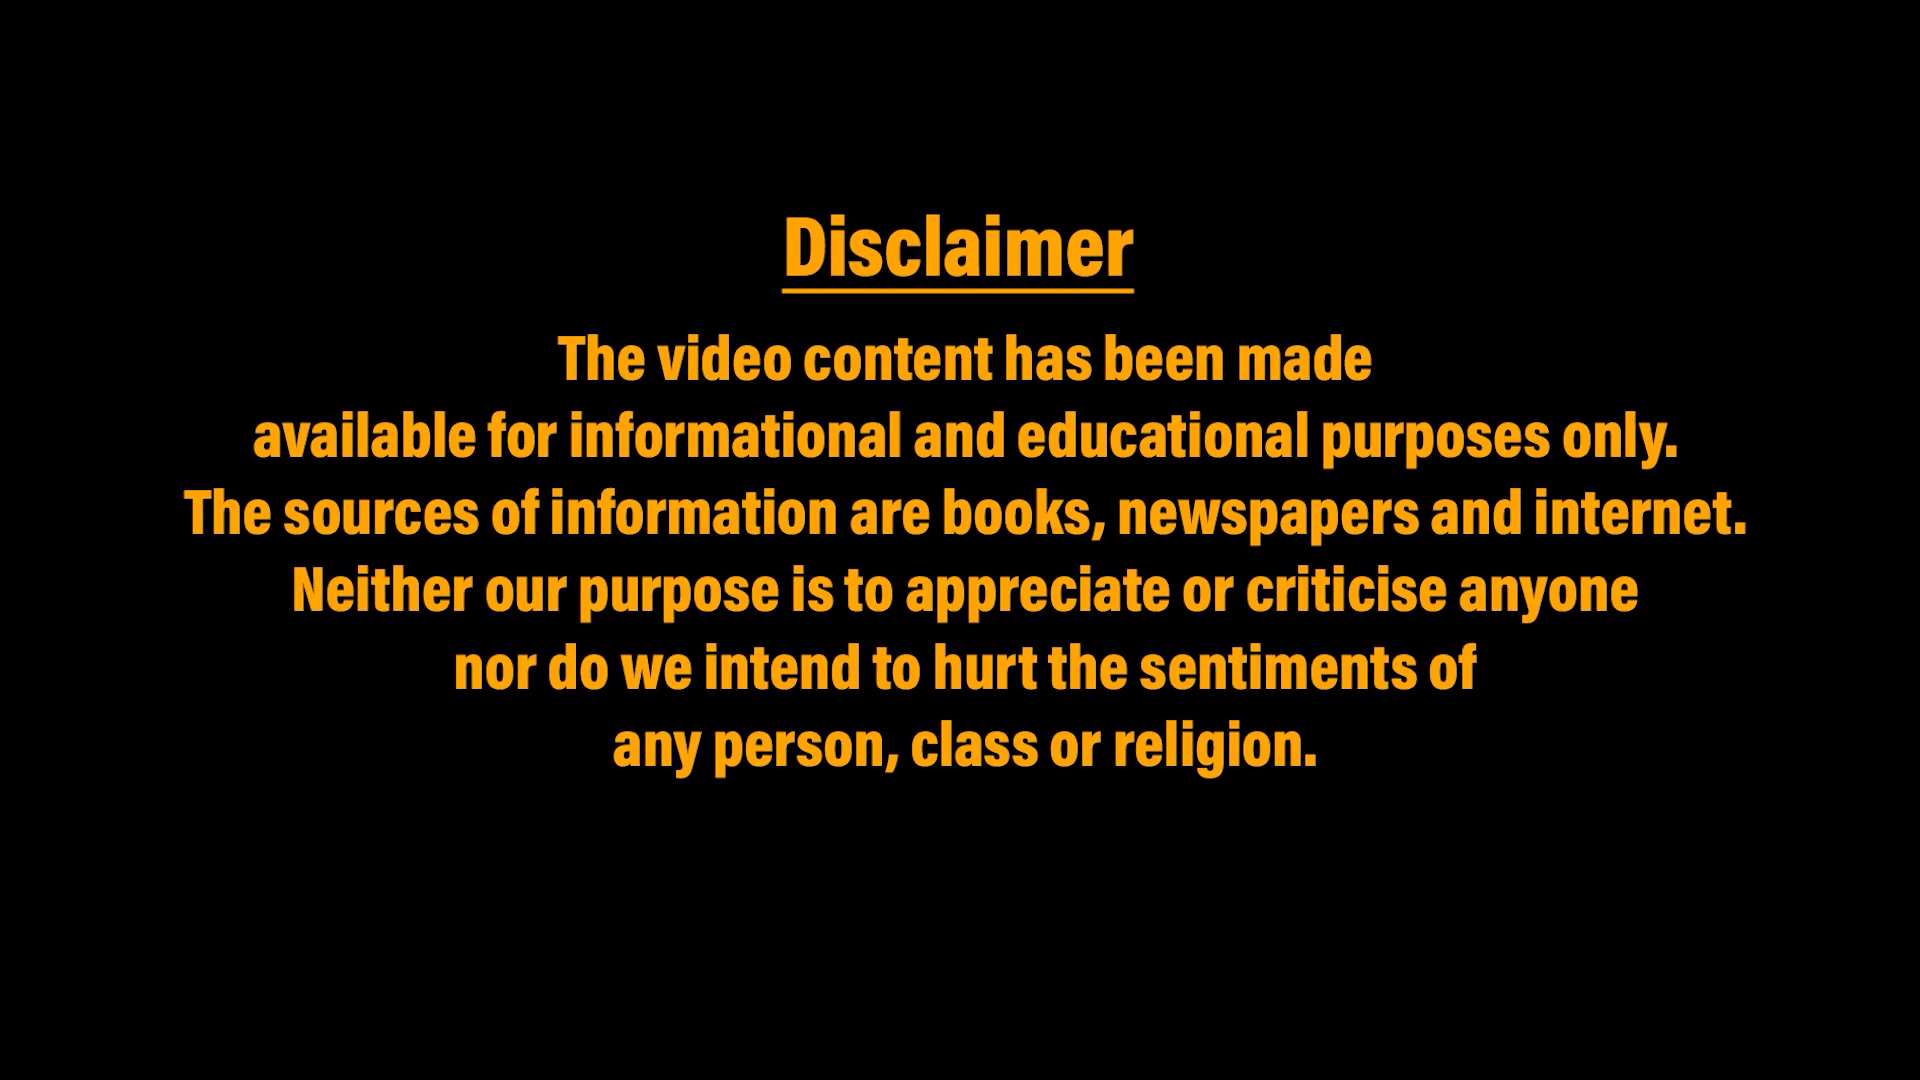 Disclaimer
The video content has been made
available for informational and educational purposes only.
The sources of information are books, newspapers and internet.
Neither our purpose is to appreciate or criticise anyone
nor do we intend to hurt the sentiments of
any person, class or religion.